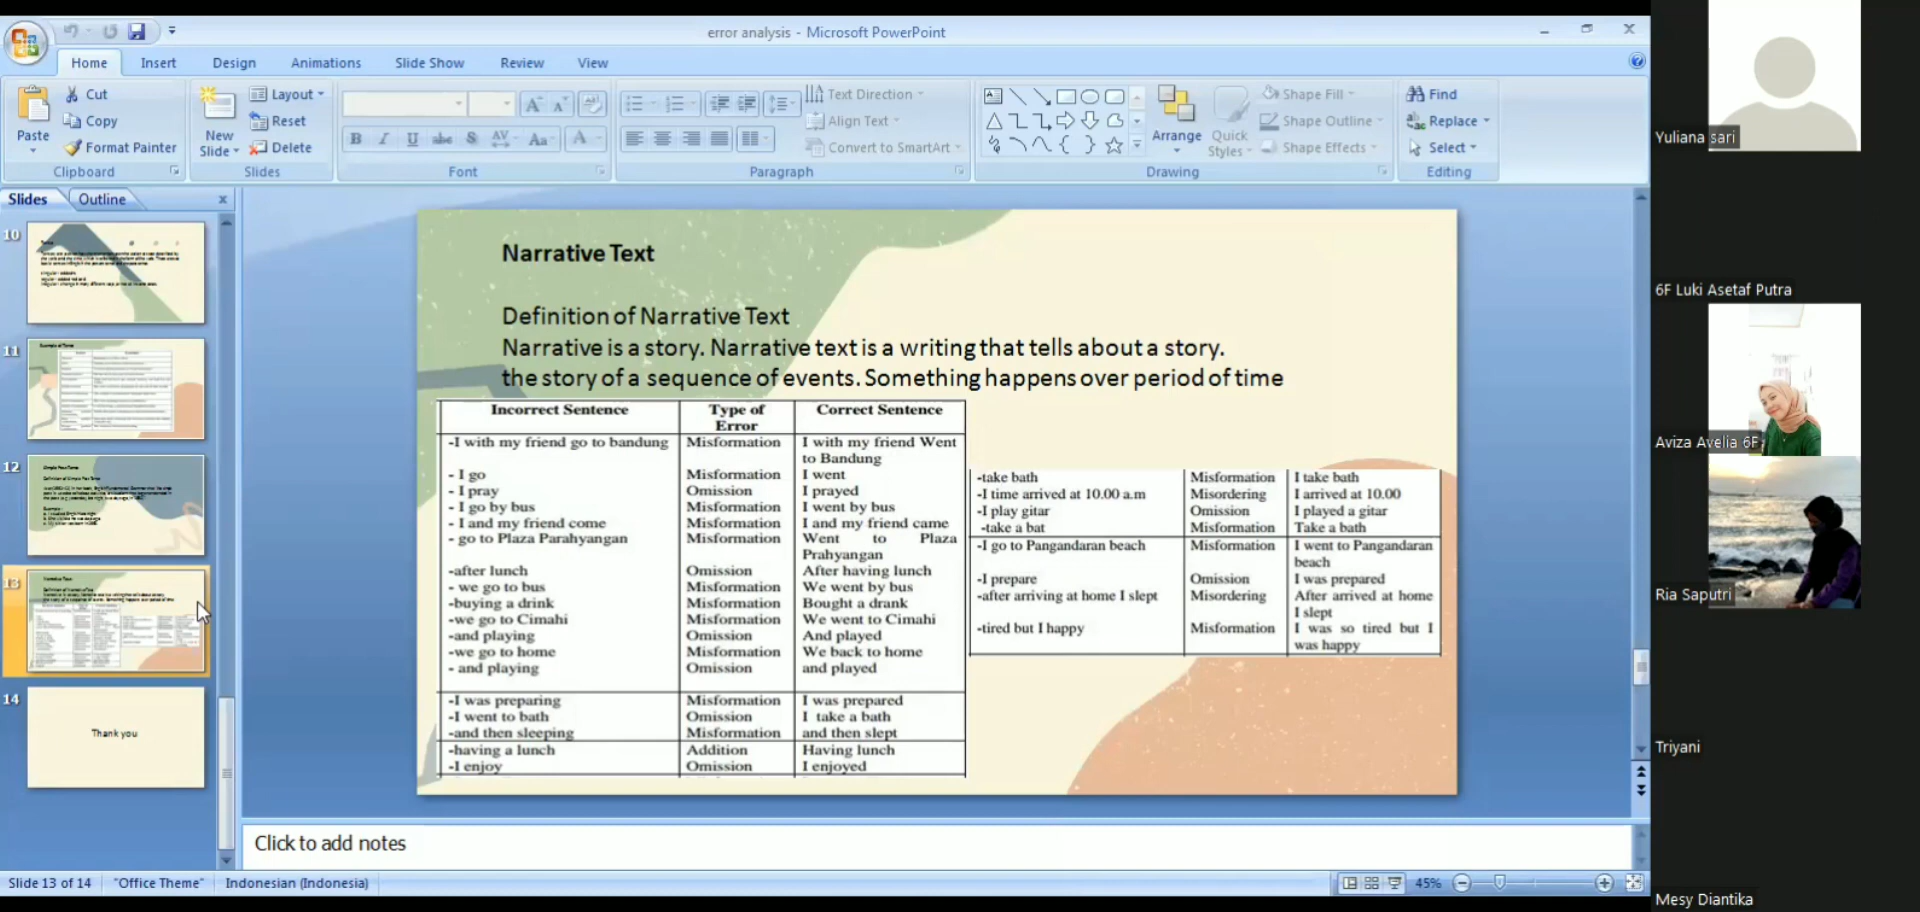 error analysis - Microsoft PowerPoint
Home Insert Design Animations Slide Show Review View
Paste
Cut
Copy
Format Painter
Clipboard
New Slide
Layout
Reset
Delete
Slides
Font
Text Direction
Align Text
Convert to SmartArt
Paragraph
Arrange
Quick Styles
Shape Fill
Shape Outline
Shape Effects
Drawing
Find
Replace
Select
Editing
Slides Outline
10
11
12
13
14
Thank you
Narrative Text
Definition of Narrative Text
Narrative is a story. Narrative text is a writing that tells about a story.
the story of a sequence of events. Something happens over period of time
Incorrect Sentence Type of Error Correct Sentence
-I with my friend go to bandung Misformation I with my friend Went to Bandung
- I go Misformation I went
- I pray Omission I prayed
- I go by bus Misformation I went by bus
- I and my friend come Misformation I and my friend came
- go to Plaza Parahyangan Misformation Went to Plaza Prahyangan
-after lunch Omission After having lunch
- we go to bus Misformation We went by bus
-buying a drink Misformation Bought a drank
-we go to Cimahi Misformation We went to Cimahi
-and playing Omission And played
-we go to home Misformation We back to home
- and playing Omission and played
-I was preparing Misformation I was prepared
-I went to bath Omission I take a bath
-and then sleeping Misformation and then slept
-having a lunch Addition Having lunch
-I enjoy Omission I enjoyed
-take bath Misformation I take bath
-I time arrived at 10.00 a.m Misordering I arrived at 10.00
-I play gitar Omission I played a gitar
-take a bat Misformation Take a bath
-I go to Pangandaran beach Misformation I went to Pangandaran beach
-I prepare Omission I was prepared
-after arriving at home I slept Misordering After arrived at home I slept
-tired but I happy Misformation I was so tired but I was happy
Click to add notes
Slide 13 of 14 "Office Theme" Indonesian (Indonesia) 45%
Yuliana sari
6F Luki Asetaf Putra
Aviza Avelia 6F
Ria Saputri
Triyani
Mesy Diantika